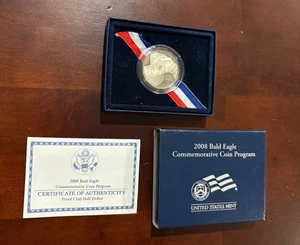 2008 Bald Eagle
Commemorative Coin Program
CERTIFICATE OF AUTHENTICITY
Proof Clad Half Dollar
2008 Bald Eagle
Commemorative Coin Program
UNITED STATES MINT